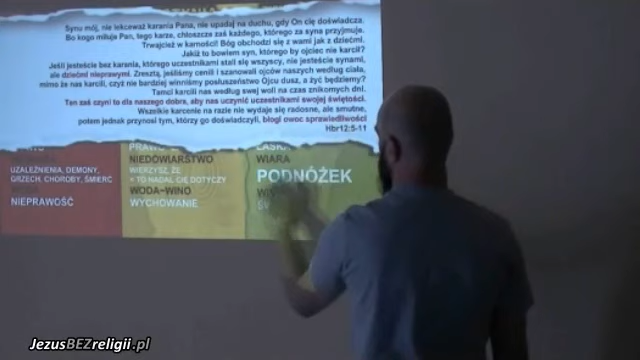 Synu mój, nie lekceważ karania Pana, nie upadaj na duchu, gdy On cię doświadcza.
Bo kogo miłuje Pan, tego karze, chłoszcze zaś każdego, którego za syna przyjmuje.
Trwajcież w karności! Bóg obchodzi się z wami jak z dziećmi.
Jakiż to bowiem syn, którego by ojciec nie karcił?
Jeśli jesteście bez karania, którego uczestnikami stali się wszyscy, nie jesteście synami,
ale dziećmi nieprawymi. Zresztą, jeśliśmy cenili i szanowali ojców naszych według ciała,
mimo że nas karcili, czyż nie bardziej winniśmy posłuszeństwo Ojcu dusz, a żyć będziemy?
Tamci karcili nas według swej woli na czas znikomych dni.
Ten zaś czyni to dla naszego dobra, aby nas uczynić uczestnikami swojej świętości.
Wszelkie karcenie na razie nie wydaje się radosne, ale smutne,
potem jednak przynosi tym, którzy go doświadczyli, błogi owoc sprawiedliwości
Hbr12:5-11
NIEDOWIARSTWO
WIARA
UZALEŻNIENIA, DEMONY,
GRZECH, CHOROBY, ŚMIERĆ
WIERZYSZ, ŻE
TO NADAL CIĘ DOTYCZY
PODNÓŻEK
WODA~WINO
NIEPRAWOŚĆ
WYCHOWANIE
JezusBEZreligii.pl